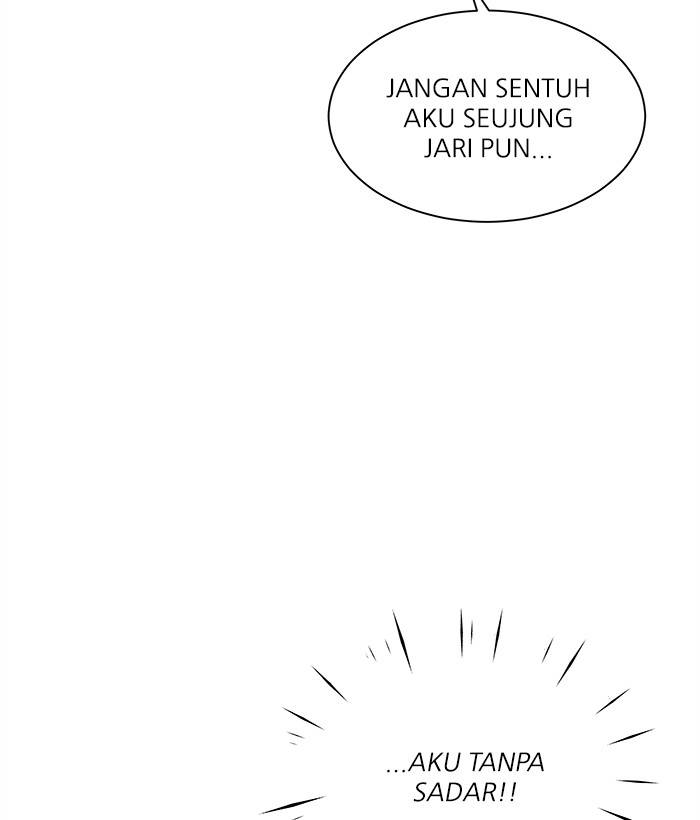 JANGAN SENTUH
AKU SEUJUNG
JARI PUN...
...AKU TANPA
SADAR!!